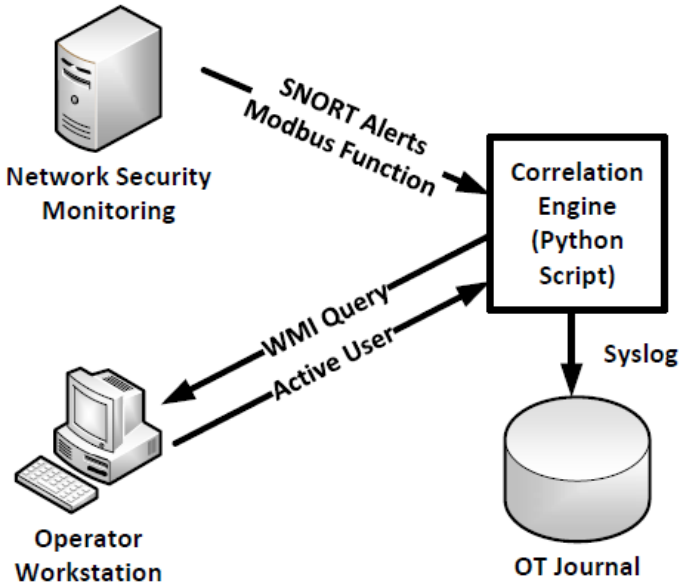 SNORT Alerts
Modbus Function
Network Security
Monitoring
Correlation
Engine
(Python
Script)
WMI Query
Active User
Syslog
Operator
Workstation
OT Journal